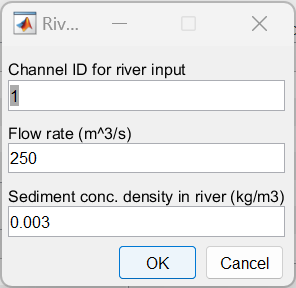 Riv...
Channel ID for river input
1
Flow rate (m^3/s)
250
Sediment conc. density in river (kg/m3)
0.003
OK Cancel